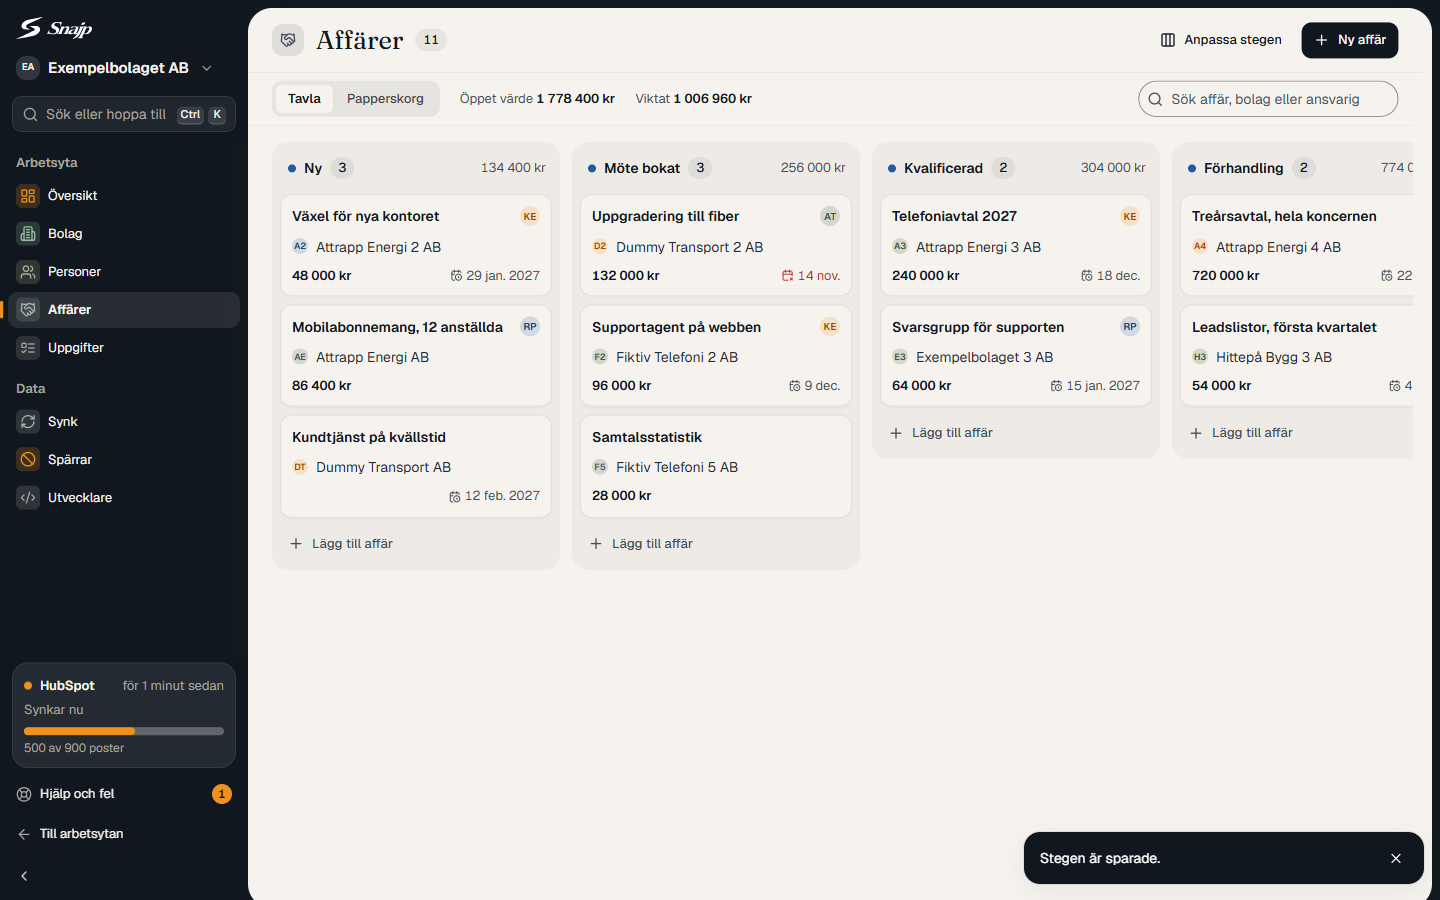 Snajp
EA Exempelbolaget AB
Sök eller hoppa till Ctrl K
Arbetsyta
Översikt
Bolag
Personer
Affärer
Uppgifter
Data
Synk
Spärrar
Utvecklare
HubSpot för 1 minut sedan
Synkar nu
500 av 900 poster
Hjälp och fel 1
Till arbetsytan
Affärer 11
Anpassa stegen
Ny affär
Tavla Papperskorg
Öppet värde 1 778 400 kr Viktat 1 006 960 kr
Sök affär, bolag eller ansvarig
Ny 3 134 400 kr
Växel för nya kontoret KE
A2 Attrapp Energi 2 AB
48 000 kr 29 jan. 2027
Mobilabonnemang, 12 anställda RP
AE Attrapp Energi AB
86 400 kr
Kundtjänst på kvällstid
DT Dummy Transport AB
12 feb. 2027
Lägg till affär
Möte bokat 3 256 000 kr
Uppgradering till fiber AT
D2 Dummy Transport 2 AB
132 000 kr 14 nov.
Supportagent på webben KE
F2 Fiktiv Telefoni 2 AB
96 000 kr 9 dec.
Samtalsstatistik
F5 Fiktiv Telefoni 5 AB
28 000 kr
Lägg till affär
Kvalificerad 2 304 000 kr
Telefoniavtal 2027 KE
A3 Attrapp Energi 3 AB
240 000 kr 18 dec.
Svarsgrupp för supporten RP
E3 Exempelbolaget 3 AB
64 000 kr 15 jan. 2027
Lägg till affär
Förhandling 2 774 0
Treårsavtal, hela koncernen
A4 Attrapp Energi 4 AB
720 000 kr 22
Leadslistor, första kvartalet
H3 Hittepå Bygg 3 AB
54 000 kr 4
Lägg till affär
Stegen är sparade.